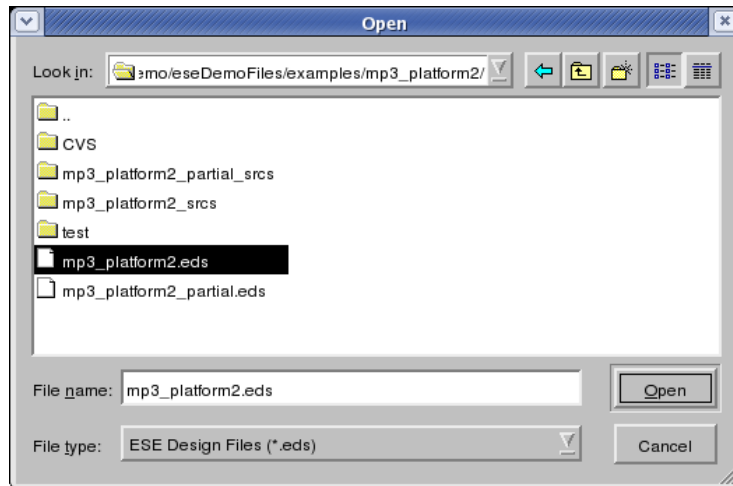 Open
Look in: emo/eseDemoFiles/examples/mp3_platform2/
..
CVS
mp3_platform2_partial_srcs
mp3_platform2_srcs
test
mp3_platform2.eds
mp3_platform2_partial.eds
File name: mp3_platform2.eds Open
File type: ESE Design Files (*.eds) Cancel